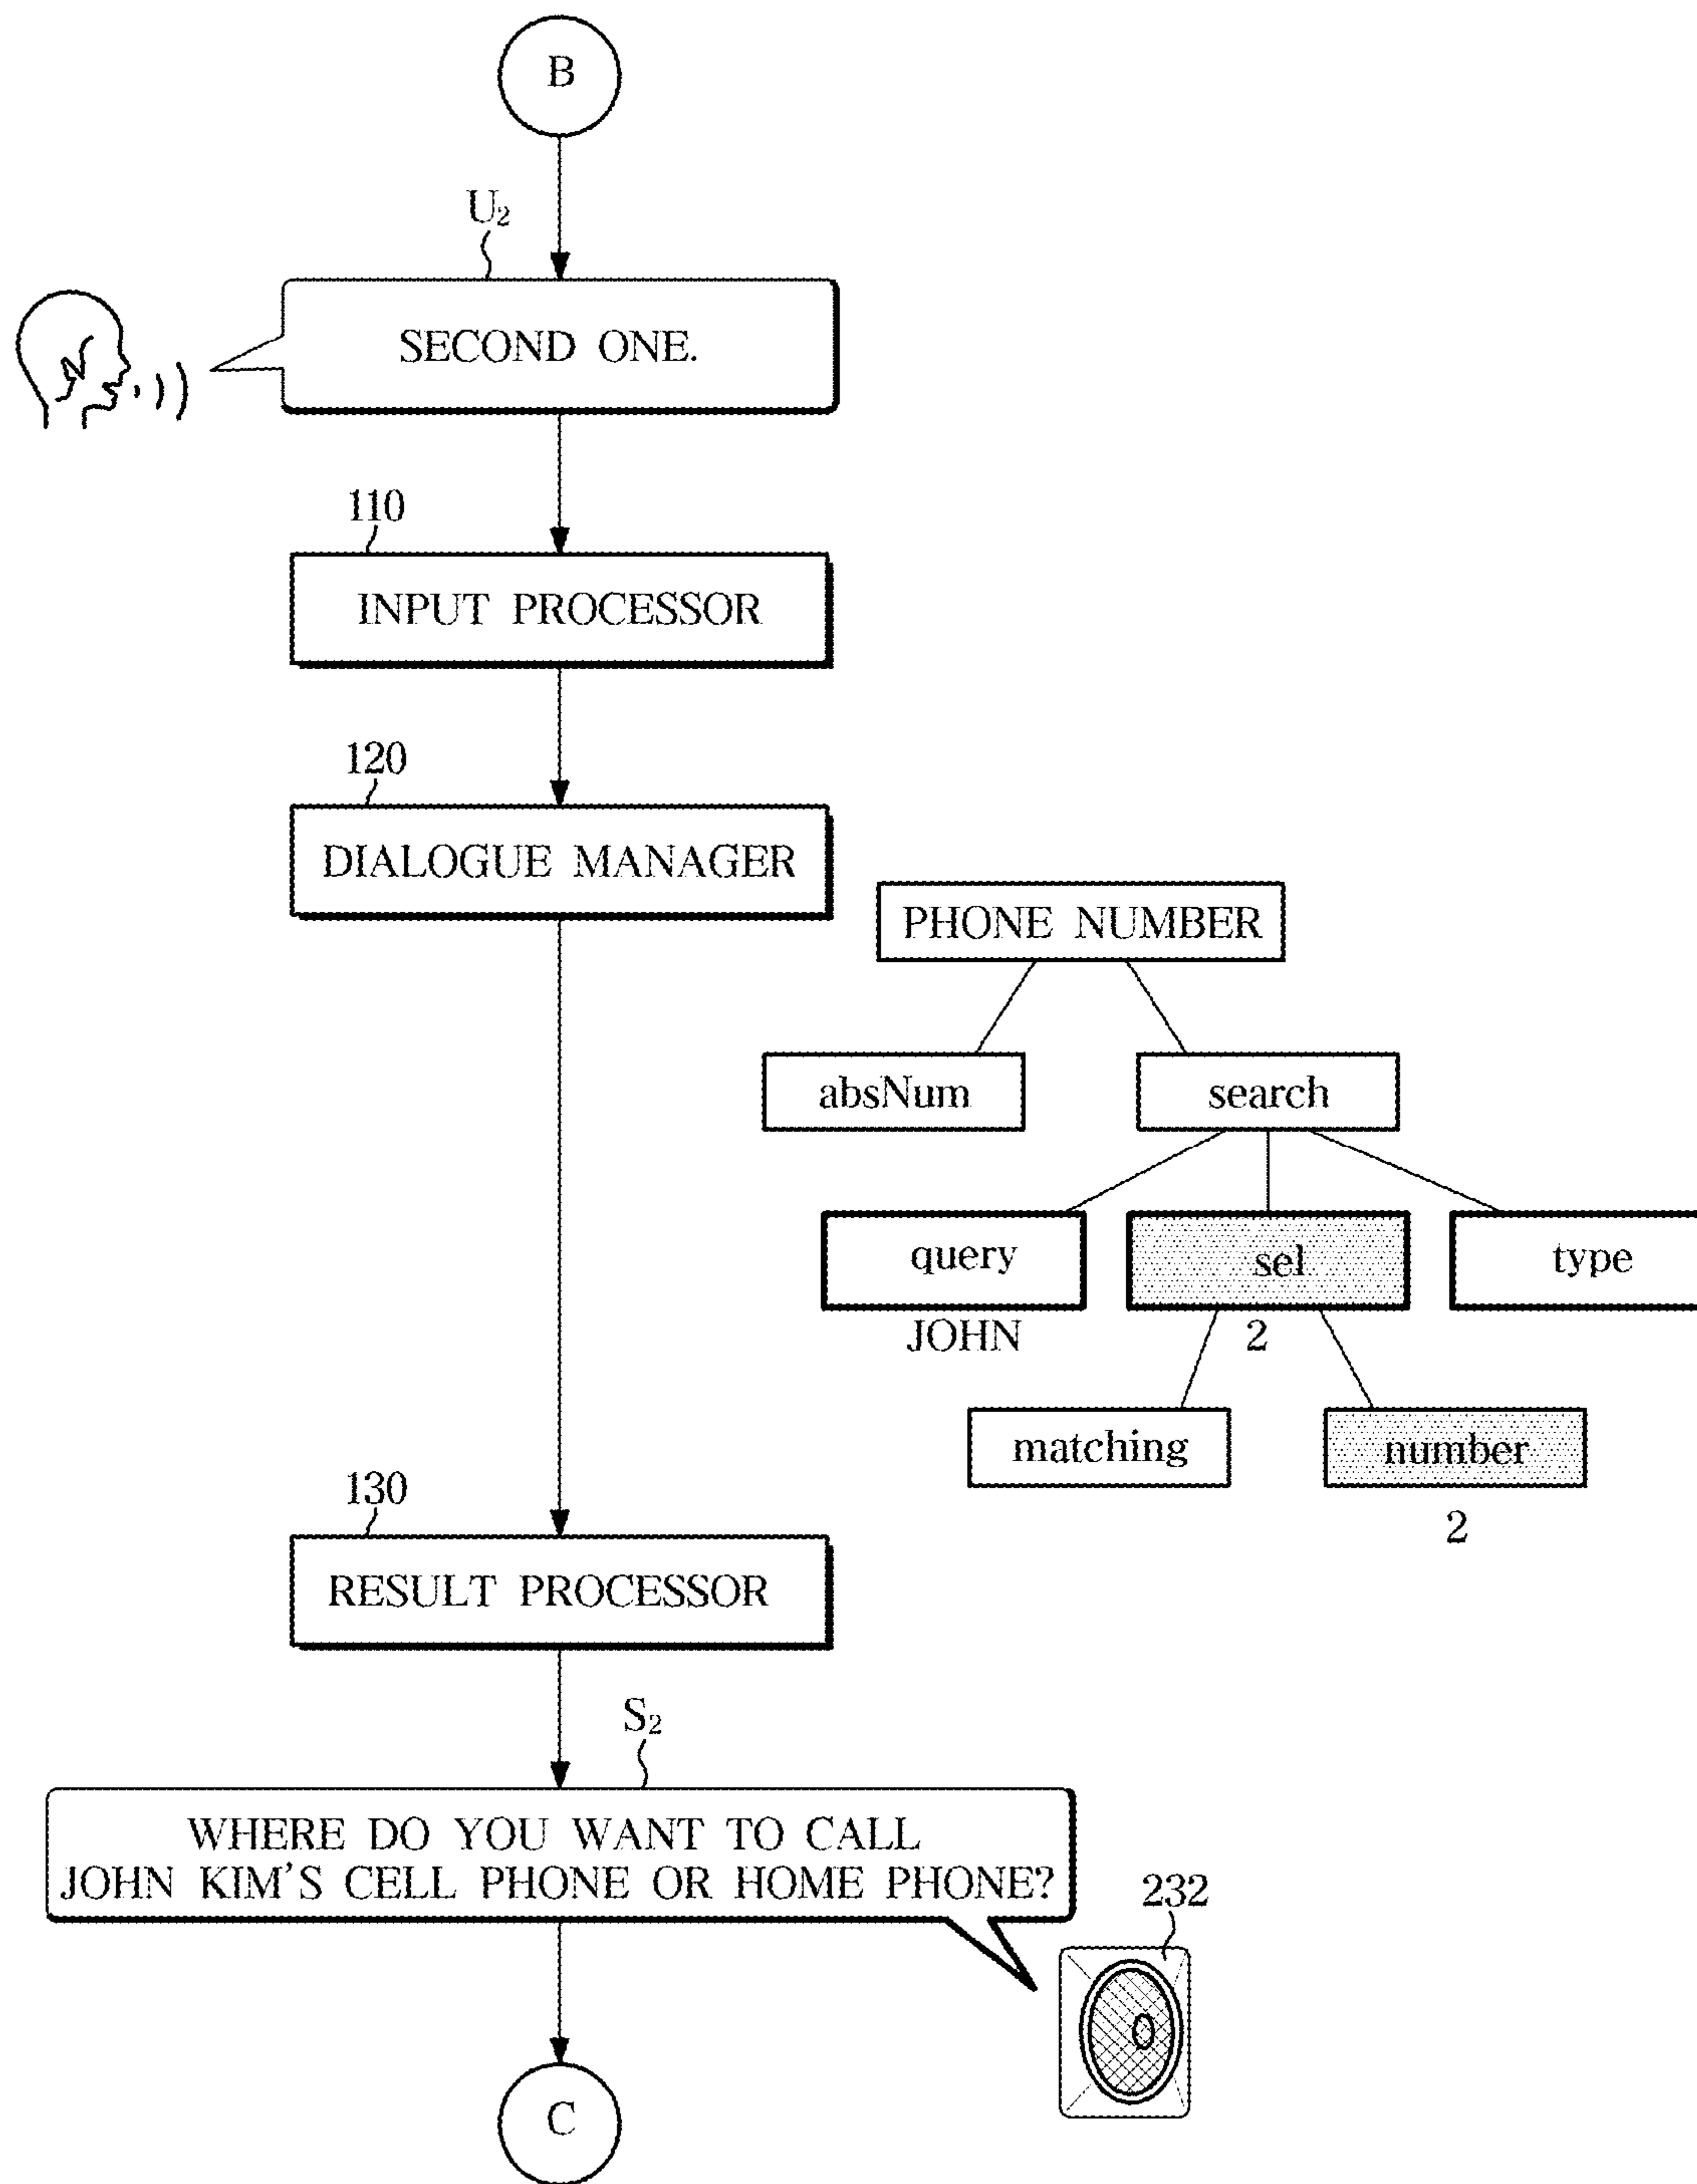 B
U₂
SECOND ONE.
110
INPUT PROCESSOR
120
DIALOGUE MANAGER
PHONE NUMBER
absNum
search
query
sel
type
JOHN
2
matching
number
2
130
RESULT PROCESSOR
S₂
WHERE DO YOU WANT TO CALL
JOHN KIM'S CELL PHONE OR HOME PHONE?
232
C